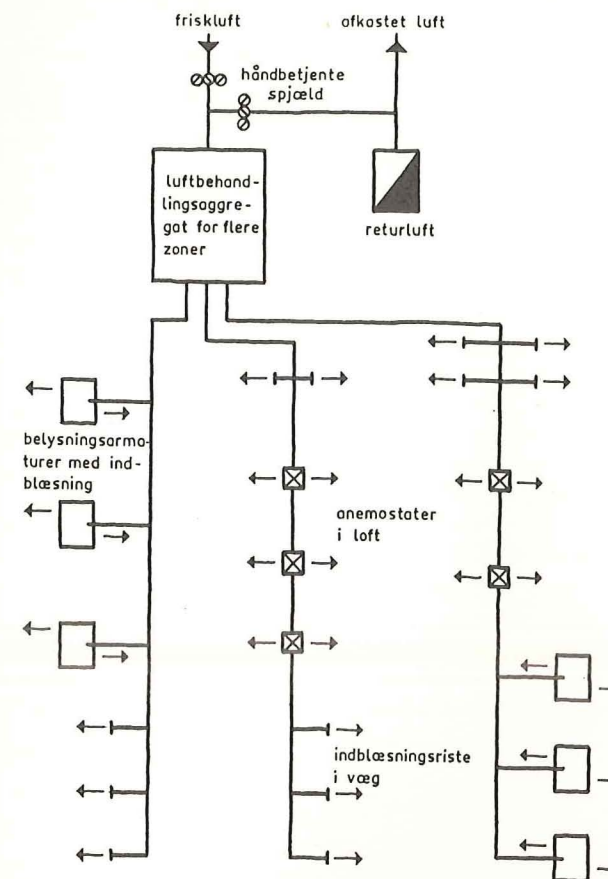 friskluft
afkastet luft
håndbetjente
spjæld
luftbehand-
lingsaggre-
gat for flere
zoner
returluft
belysningsarma-
turer med ind-
blæsning
anemostater
i loft
indblæsningsriste
i væg